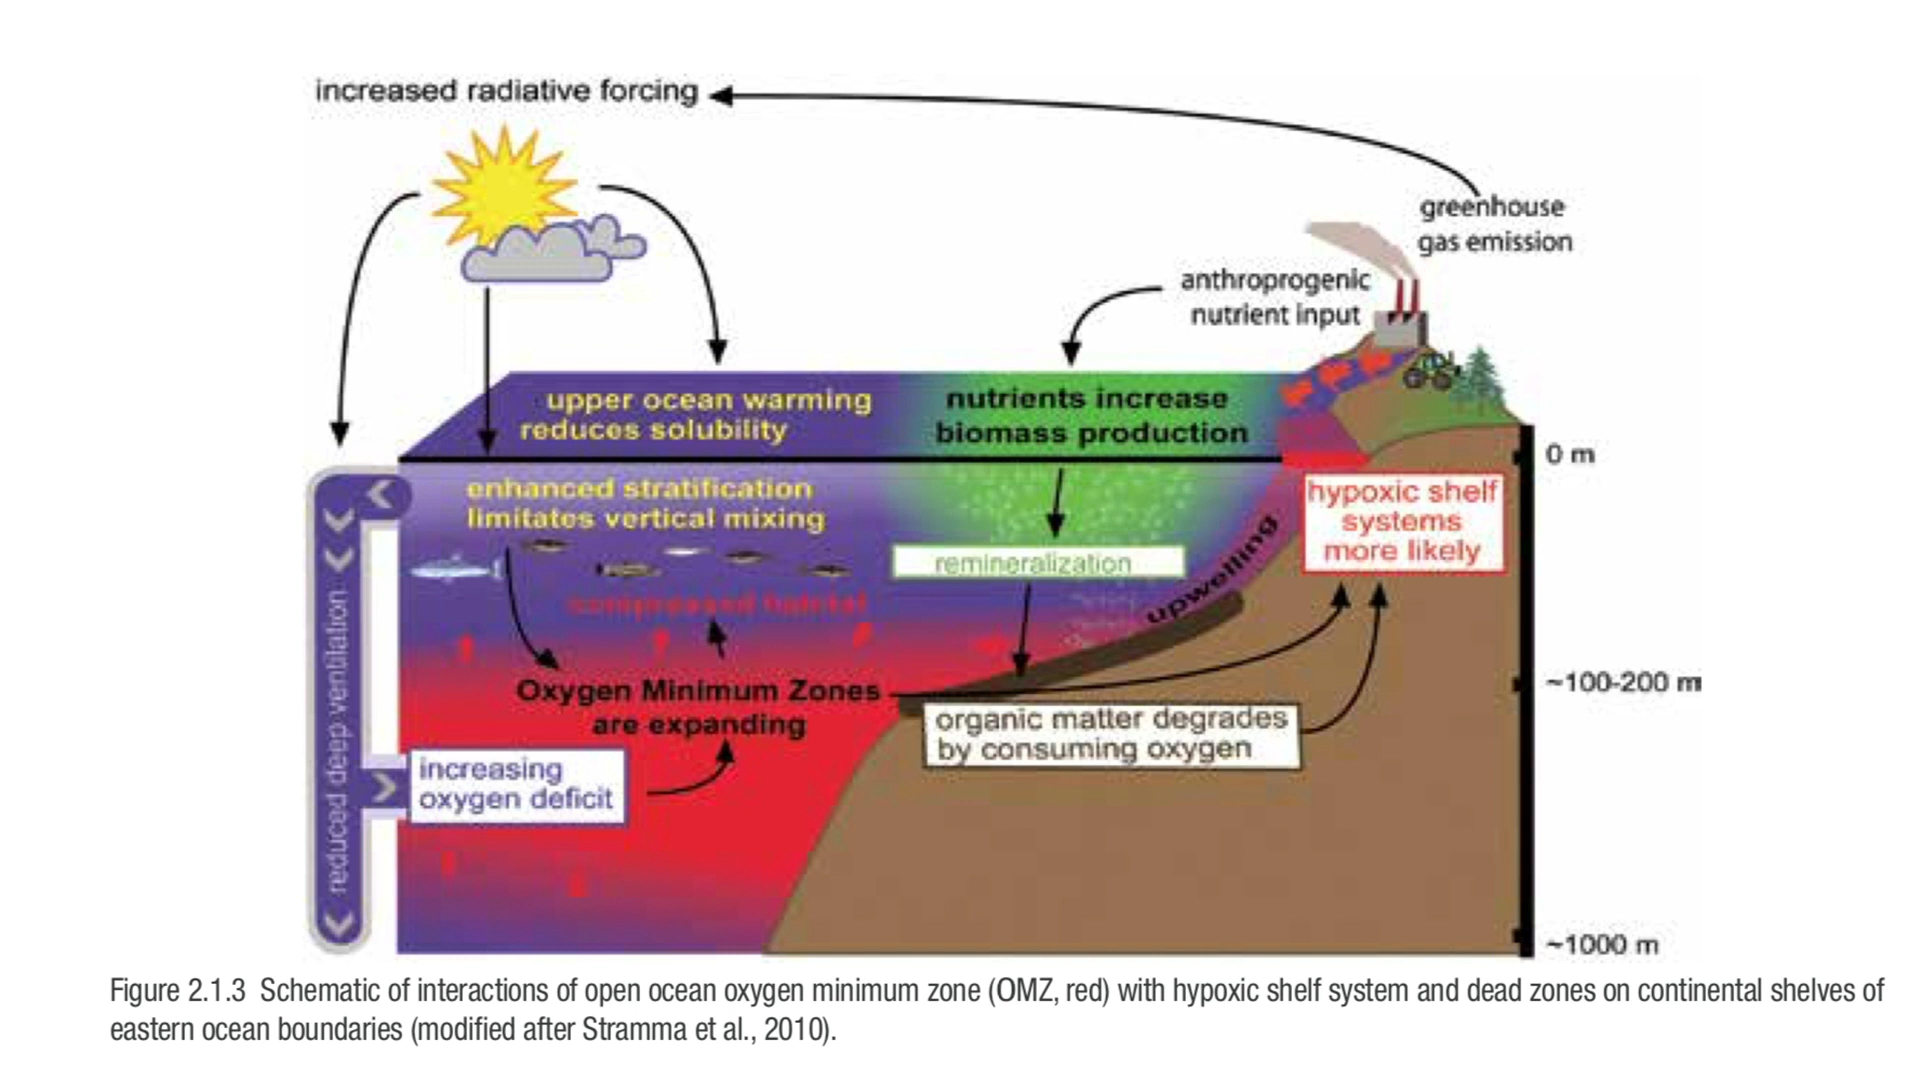 increased radiative forcing
greenhouse
gas emission
anthroprogenic
nutrient input
upper ocean warming
reduces solubility
nutrients increase
biomass production
0 m
enhanced stratification
limitates vertical mixing
hypoxic shelf
systems
more likely
remineralization
upwelling
compressed habitat
reduced deep ventilation
Oxygen Minimum Zones
are expanding
~100-200 m
organic matter degrades
by consuming oxygen
increasing
oxygen deficit
~1000 m
Figure 2.1.3 Schematic of interactions of open ocean oxygen minimum zone (OMZ, red) with hypoxic shelf system and dead zones on continental shelves of
eastern ocean boundaries (modified after Stramma et al., 2010).